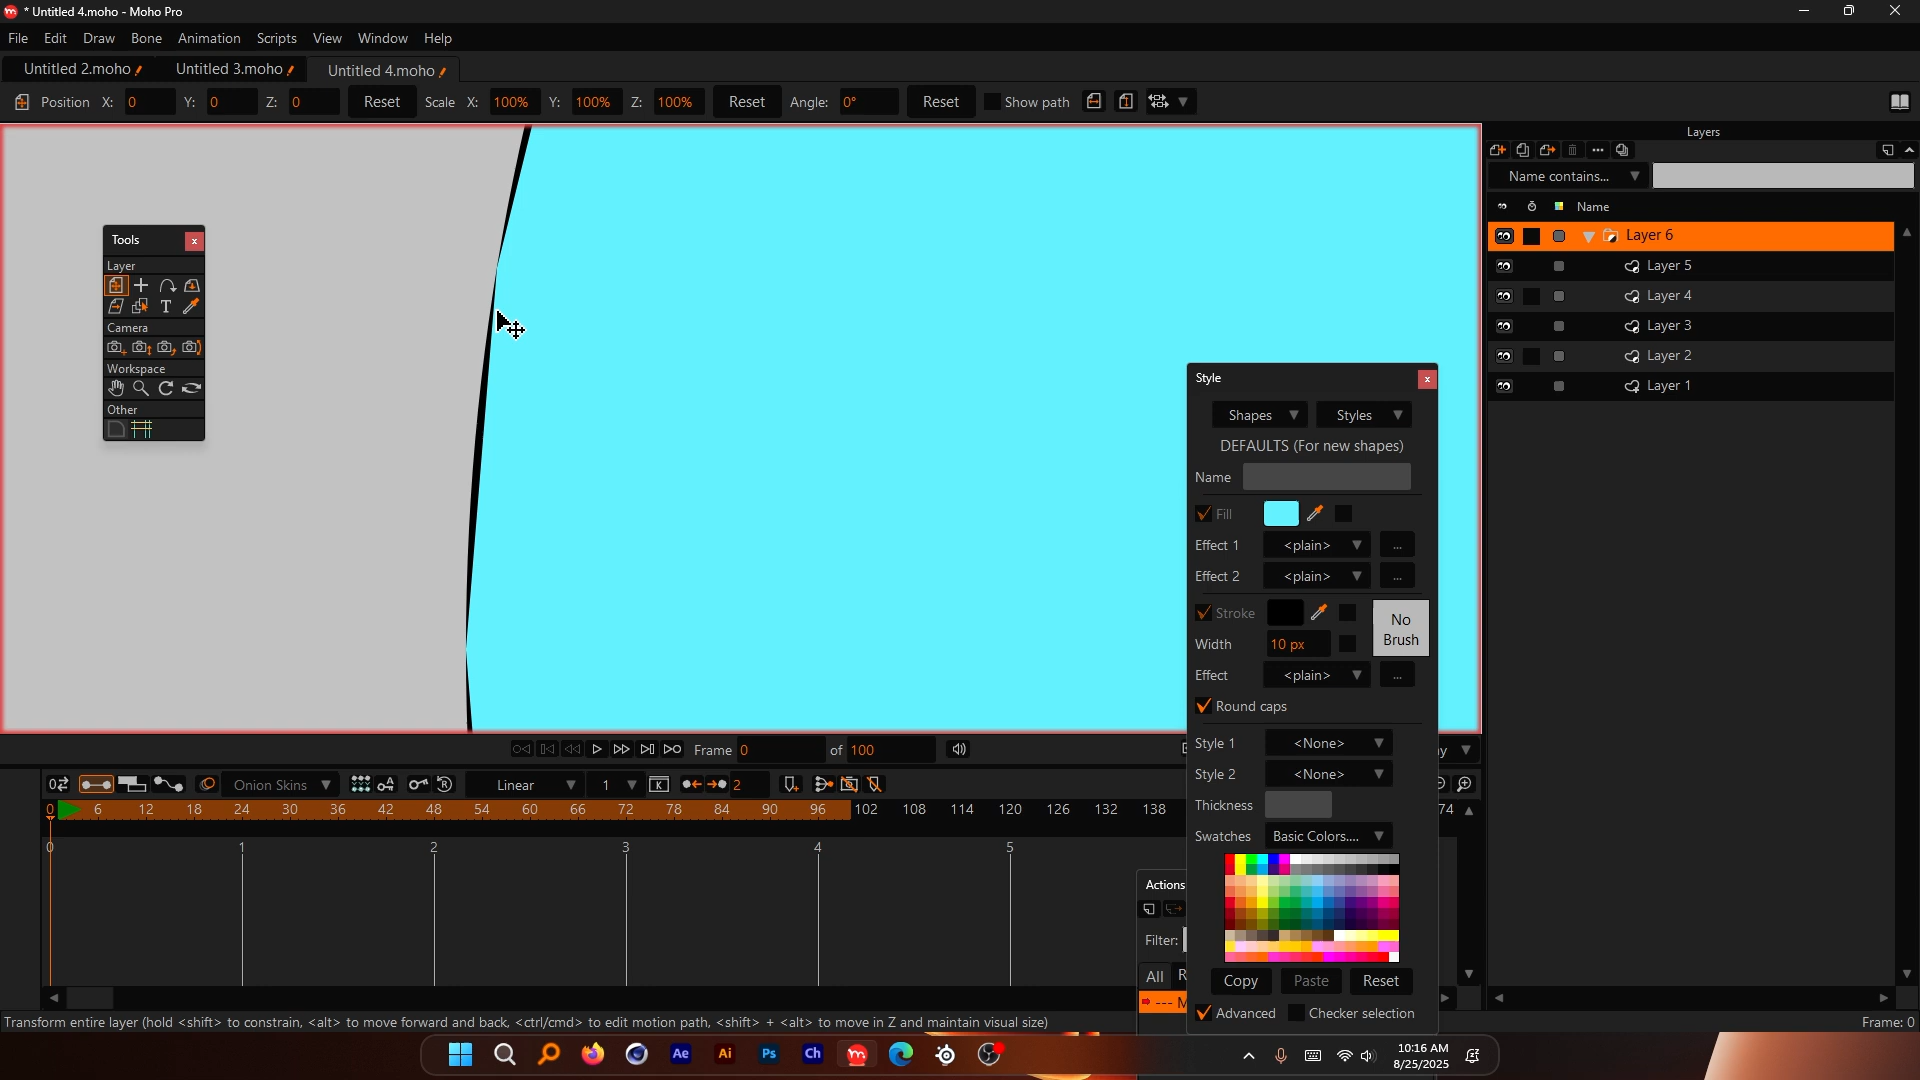 * Untitled 4.moho - Moho Pro
File Edit Draw Bone Animation Scripts View Window Help
Untitled 2.moho Untitled 3.moho Untitled 4.moho
Position X: 0 Y: 0 Z: 0 Reset Scale X: 100% Y: 100% Z: 100% Reset Angle: 0° Reset Show path
Layers
Name contains...
Name
Layer 6
Layer 5
Layer 4
Layer 3
Layer 2
Layer 1
Tools
Layer
T
Camera
Workspace
Other
Style
Shapes Styles
DEFAULTS (For new shapes)
Name
Fill
Effect 1 <plain> ...
Effect 2 <plain> ...
Stroke
No
Brush
Width 10 px
Effect <plain> ...
Round caps
Style 1 <None>
Style 2 <None>
Thickness
Swatches Basic Colors....
Copy Paste Reset
Advanced Checker selection
Frame 0 of 100
Onion Skins Linear 1 K 2
0 6 12 18 24 30 36 42 48 54 60 66 72 78 84 90 96 102 108 114 120 126 132 138 74
0 1 2 3 4 5
Actions
Filter:
All R
--- M
Transform entire layer (hold <shift> to constrain, <alt> to move forward and back, <ctrl/cmd> to edit motion path, <shift> + <alt> to move in Z and maintain visual size)
Frame: 0
Ae Ai Ps Ch
10:16 AM
8/25/2025